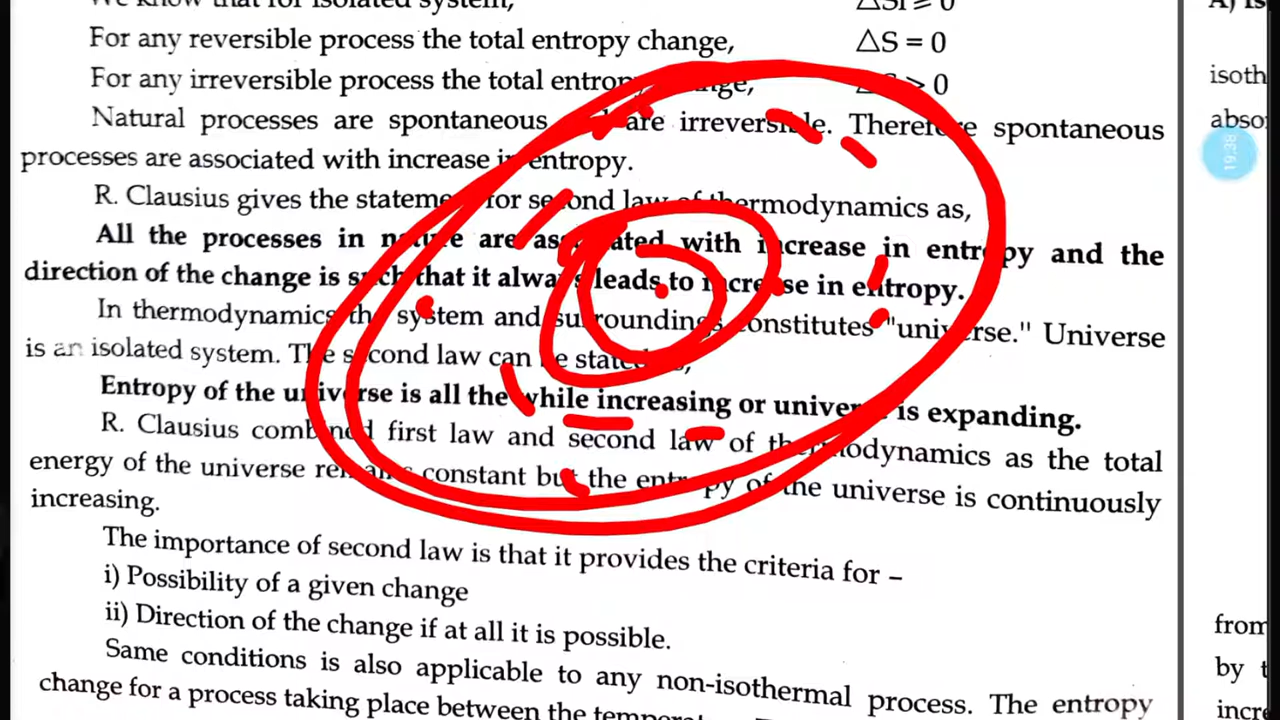 We know that for isolated system,
For any reversible process the total entropy change, △S = 0
For any irreversible process the total entropy change, > 0
Natural processes are spontaneous are irreversible. Therefore spontaneous
processes are associated with increase in entropy.
R. Clausius gives the statement for second law of thermodynamics as,
All the processes in nature are associated with increase in entropy and the
direction of the change is such that it always leads to increase in entropy.
In thermodynamics the system and surroundings constitutes "universe." Universe
is an isolated system. The second law can be stated,
Entropy of the universe is all the while increasing or universe is expanding.
R. Clausius combined first law and second law of thermodynamics as the total
energy of the universe remains constant but the entropy of the universe is continuously
increasing.
The importance of second law is that it provides the criteria for –
i) Possibility of a given change
ii) Direction of the change if at all it is possible.
Same conditions is also applicable to any non-isothermal process. The entropy
change for a process taking place between the
isoth
abso
19:38
from
by t
incre